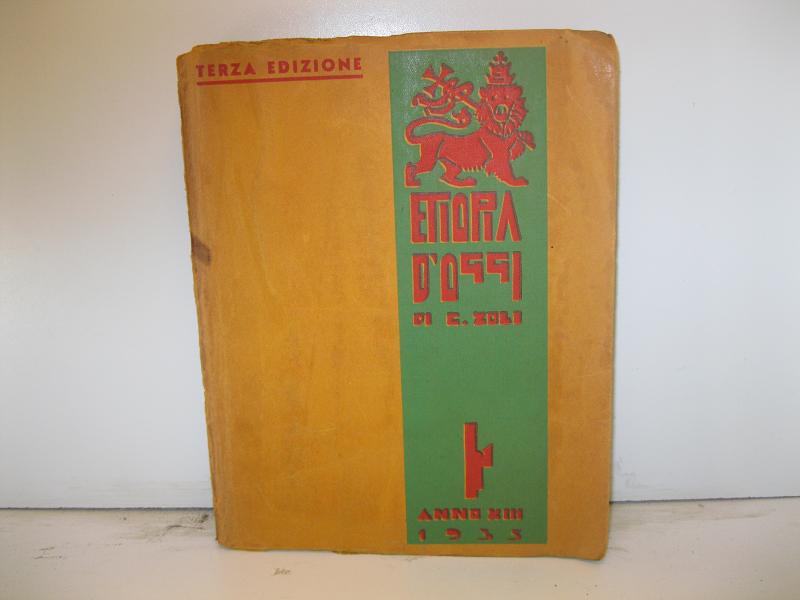 TERZA EDIZIONE
ETIOPIA
D'OGGI
DI C. ZOLI
ANNO XIII
1935